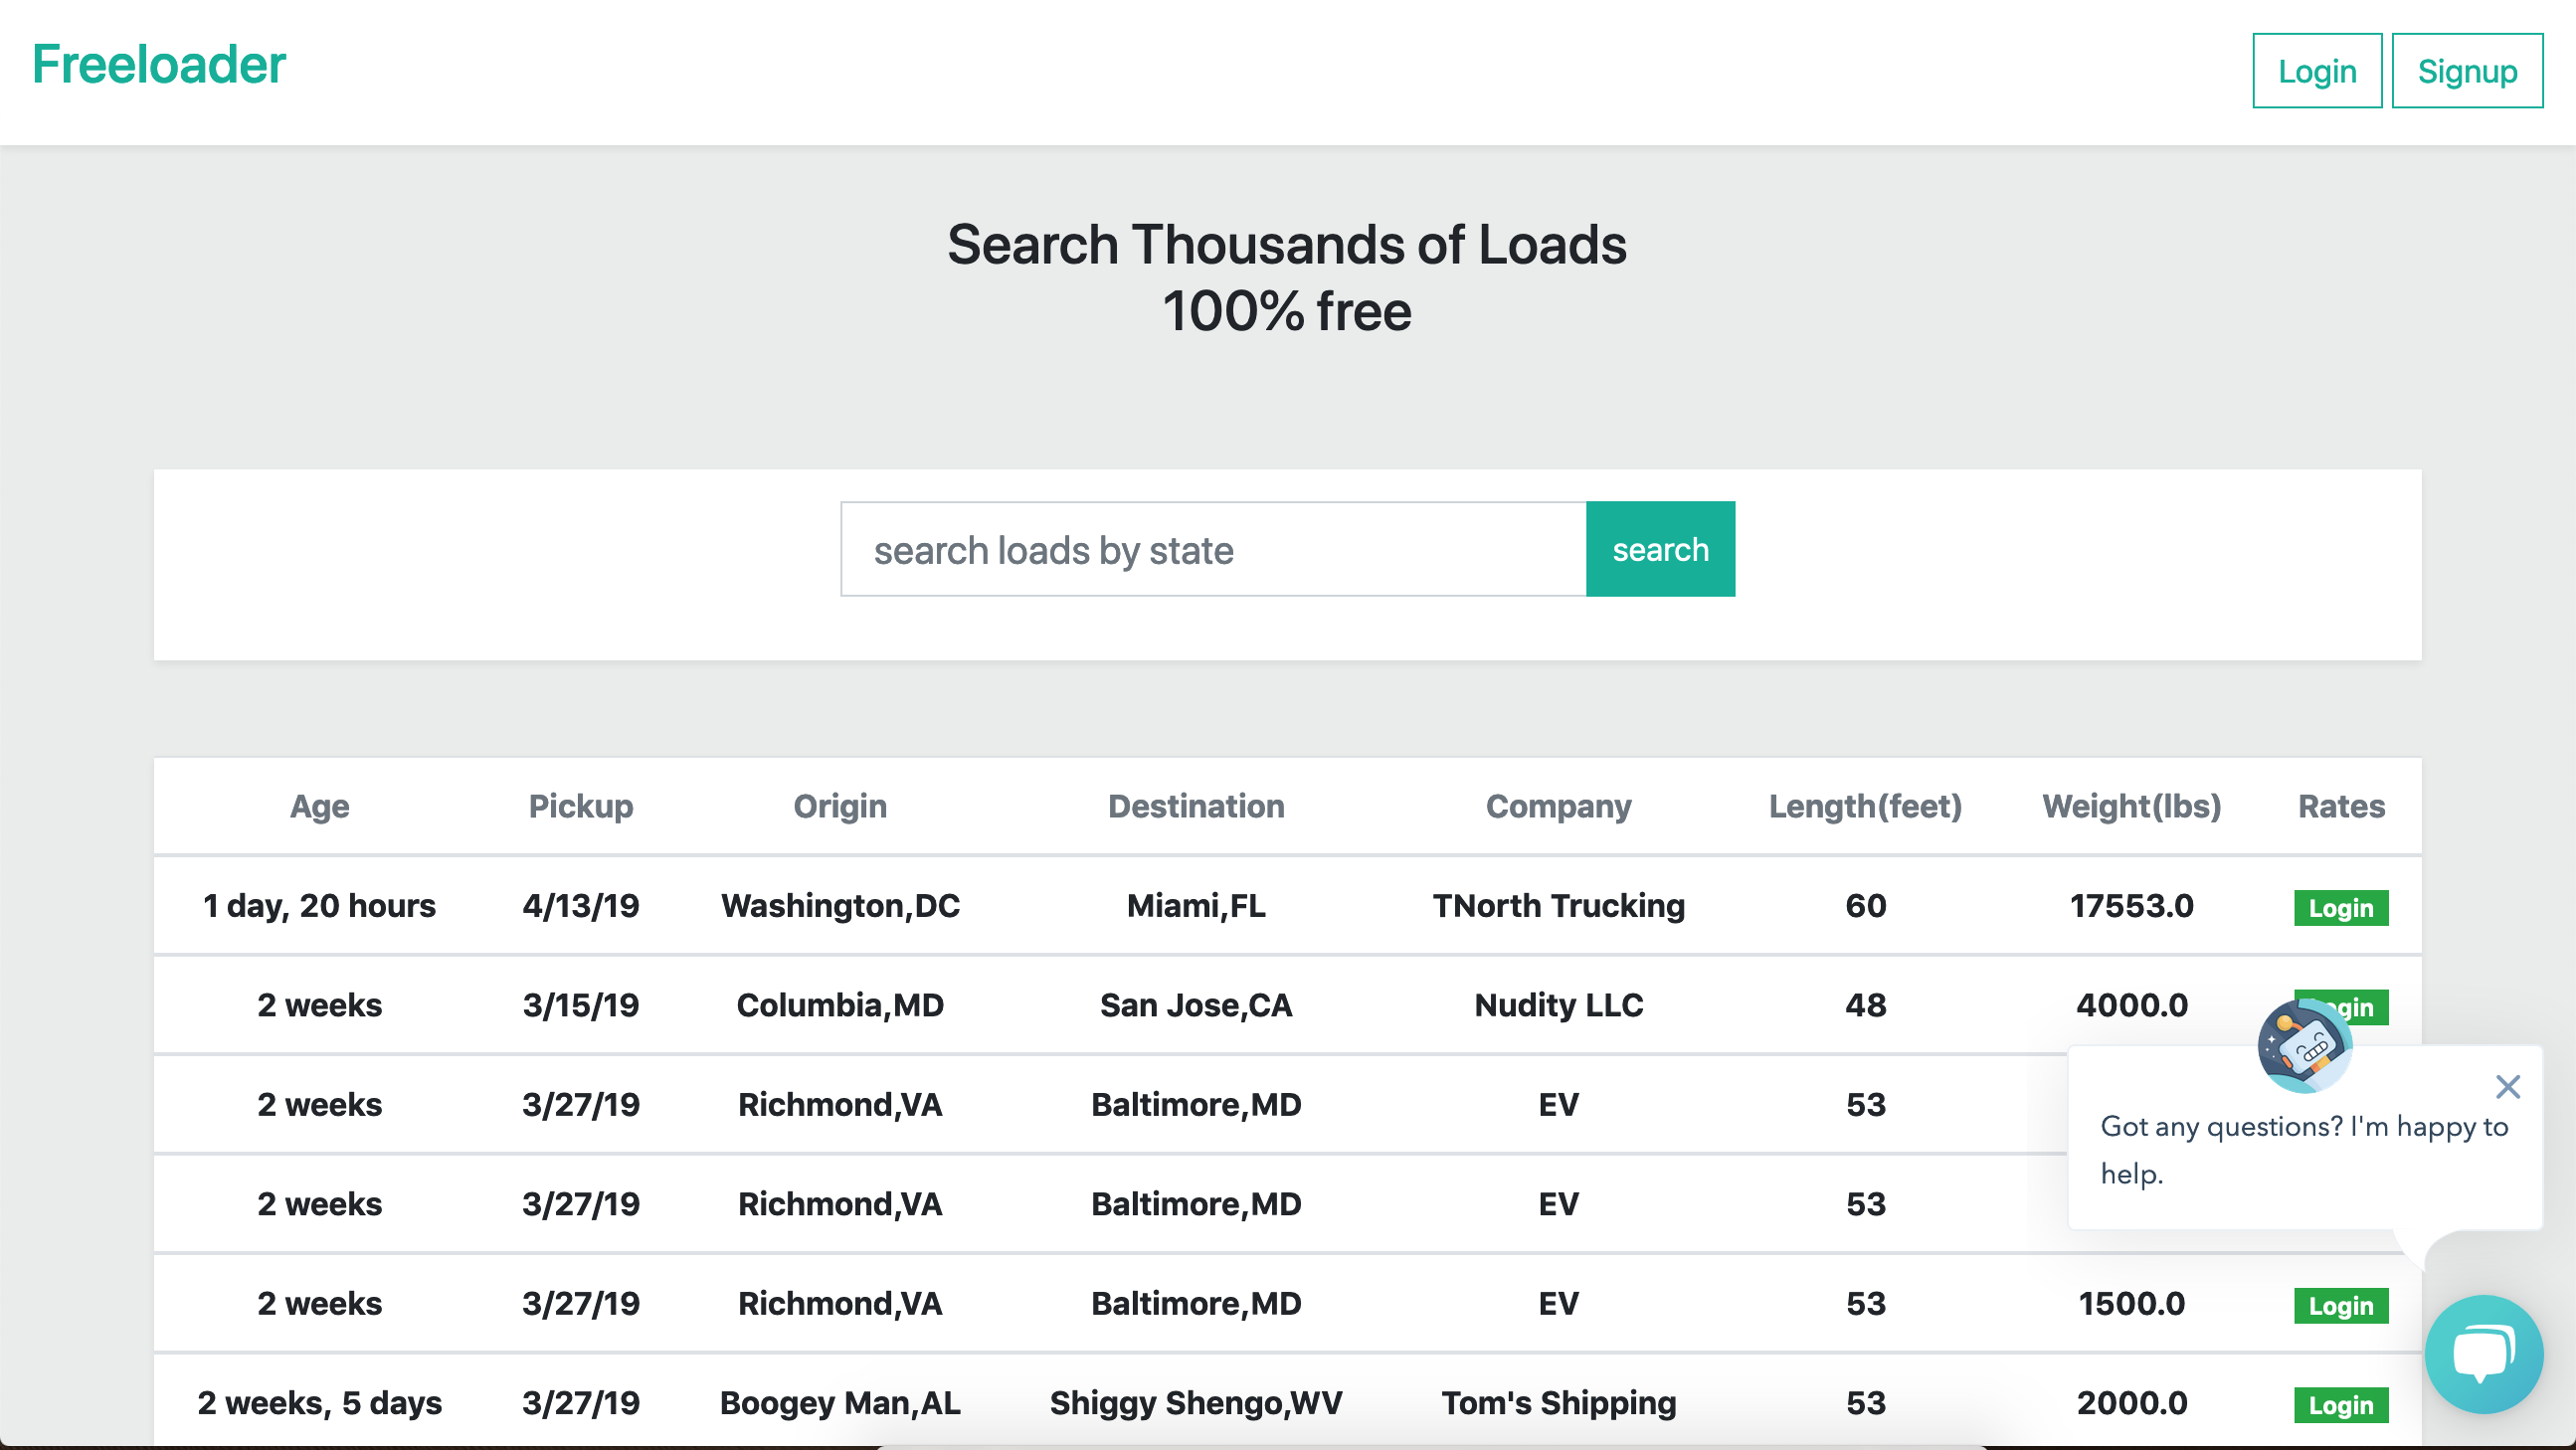 Freeloader
Login Signup
Search Thousands of Loads
100% free
search loads by state search
Age Pickup Origin Destination Company Length(feet) Weight(lbs) Rates
1 day, 20 hours 4/13/19 Washington,DC Miami,FL TNorth Trucking 60 17553.0 Login
2 weeks 3/15/19 Columbia,MD San Jose,CA Nudity LLC 48 4000.0
2 weeks 3/27/19 Richmond,VA Baltimore,MD EV 53
2 weeks 3/27/19 Richmond,VA Baltimore,MD EV 53
2 weeks 3/27/19 Richmond,VA Baltimore,MD EV 53 1500.0 Login
2 weeks, 5 days 3/27/19 Boogey Man,AL Shiggy Shengo,WV Tom's Shipping 53 2000.0 Login
Got any questions? I'm happy to
help.